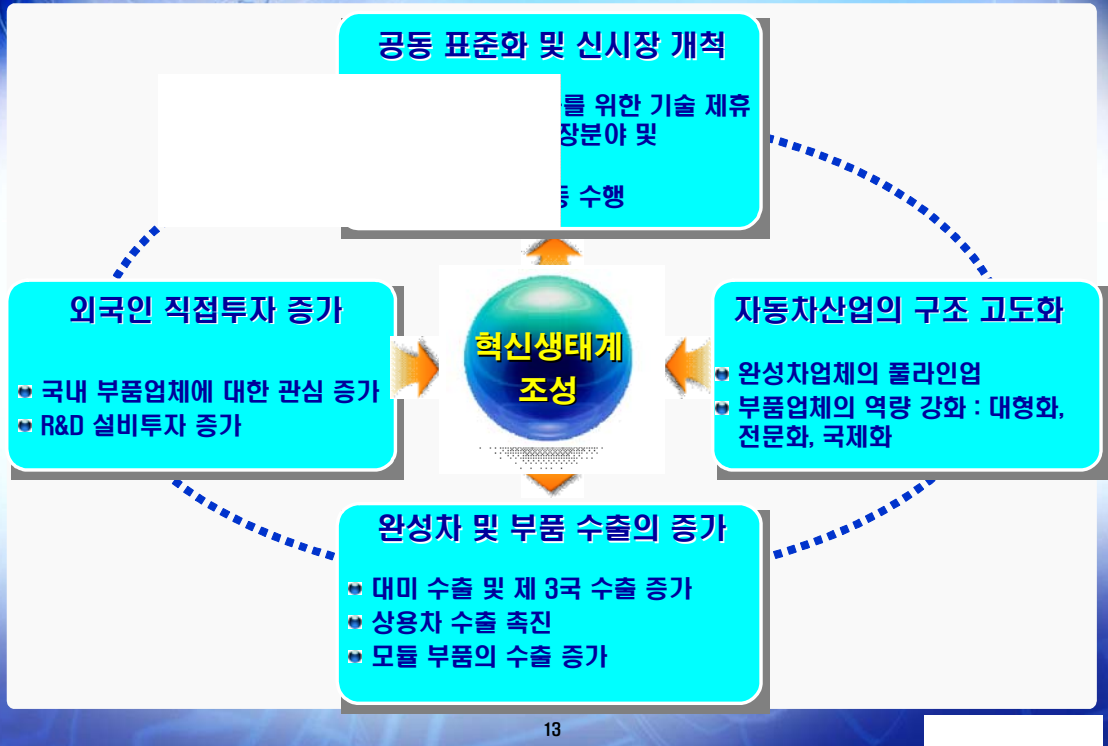 공동 표준화 및 신시장 개척
위한 기술 제휴
및
수행
외국인 직접투자 증가
국내 부품업체에 대한 관심 증가
R&D 설비투자 증가
혁신생태계
조성
자동차산업의 구조 고도화
완성차업체의 풀라인업
부품업체의 역량 강화 : 대형화,
전문화, 국제화
완성차 및 부품 수출의 증가
대미 수출 및 제 3국 수출 증가
상용차 수출 촉진
모듈 부품의 수출 증가
13